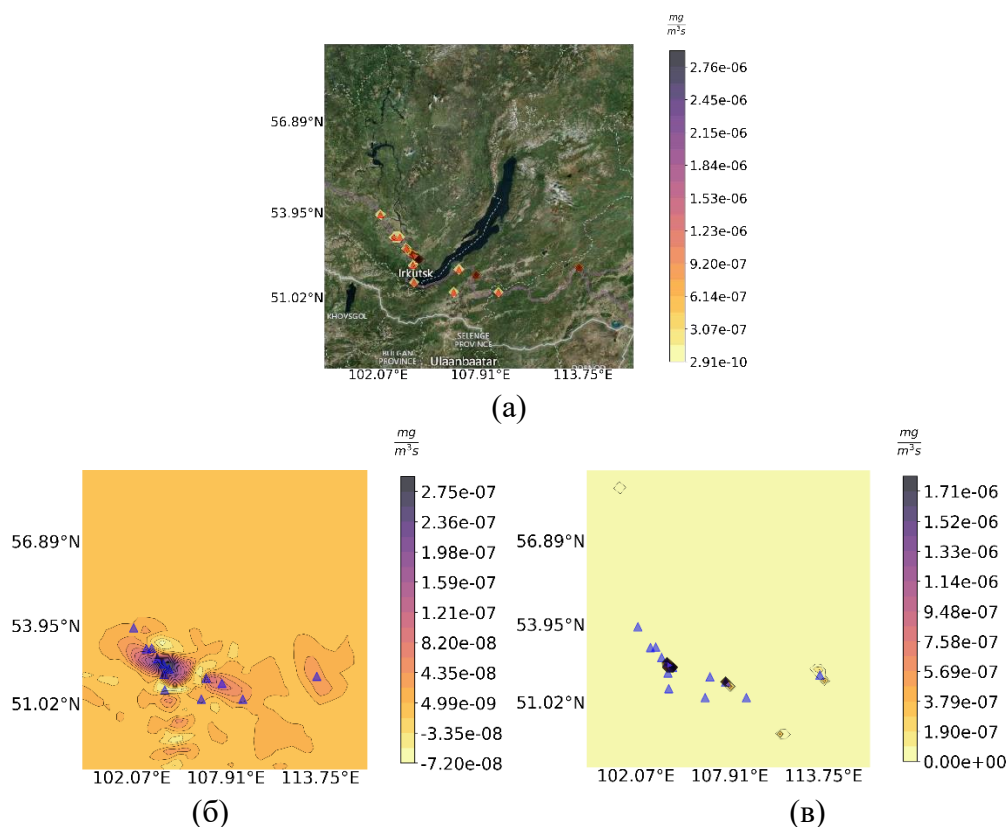 mg
m³s
56.89°N
53.95°N
51.02°N
Irkutsk
KHOVSGOL
SELENGE
PROVINCE
BULGAN
PROVINCE
Ulaanbaatar
102.07°E 107.91°E 113.75°E
2.76e-06
2.45e-06
2.15e-06
1.84e-06
1.53e-06
1.23e-06
9.20e-07
6.14e-07
3.07e-07
2.91e-10
(а)
mg
m³s
56.89°N
53.95°N
51.02°N
102.07°E 107.91°E 113.75°E
2.75e-07
2.36e-07
1.98e-07
1.59e-07
1.21e-07
8.20e-08
4.35e-08
4.99e-09
-3.35e-08
-7.20e-08
(б)
mg
m³s
56.89°N
53.95°N
51.02°N
102.07°E 107.91°E 113.75°E
1.71e-06
1.52e-06
1.33e-06
1.14e-06
9.48e-07
7.58e-07
5.69e-07
3.79e-07
1.90e-07
0.00e+00
(в)